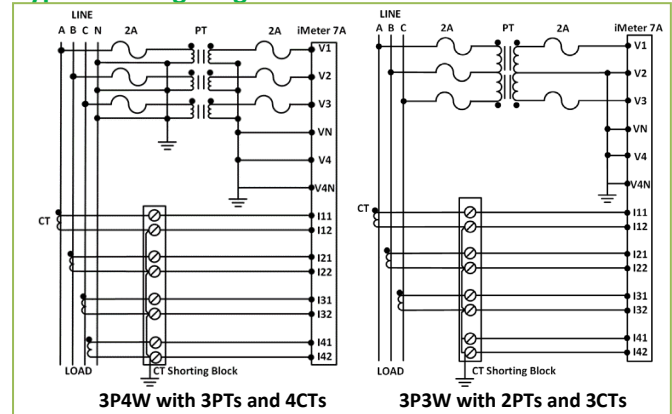 LINE
A B C N 2A PT 2A iMeter 7A
V1
V2
V3
VN
V4
V4N
CT
I11
I12
I21
I22
I31
I32
I41
I42
LOAD CT Shorting Block
3P4W with 3PTs and 4CTs
LINE
A B C 2A PT 2A iMeter 7A
V1
V2
V3
VN
V4
V4N
CT
I11
I12
I21
I22
I31
I32
I41
I42
LOAD CT Shorting Block
3P3W with 2PTs and 3CTs